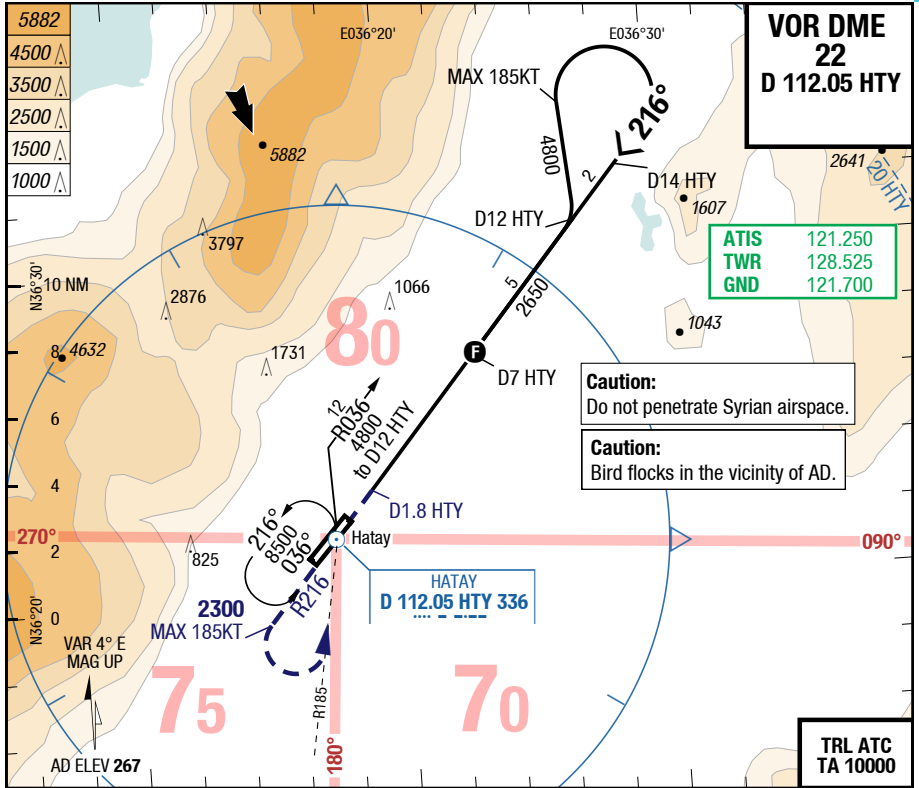 5882
4500
3500
2500
1500
1000
E036°20'
E036°30'
VOR DME
22
D 112.05 HTY
MAX 185KT
216°
4800
2
5882
D14 HTY
2641
20 HTY
1607
D12 HTY
3797
ATIS 121.250
TWR 128.525
GND 121.700
N36°30'
10 NM
2876
1066
5
2650
80
1043
8
4632
1731
F
D7 HTY
Caution:
Do not penetrate Syrian airspace.
6
12
R036
4800
to D12 HTY
Caution:
Bird flocks in the vicinity of AD.
4
D1.8 HTY
270°
216°
8500
036°
Hatay
090°
2
825
HATAY
D 112.05 HTY 336
R216
2300
MAX 185KT
N36°20'
0
VAR 4° E
MAG UP
75
R185
70
180°
AD ELEV 267
TRL ATC
TA 10000